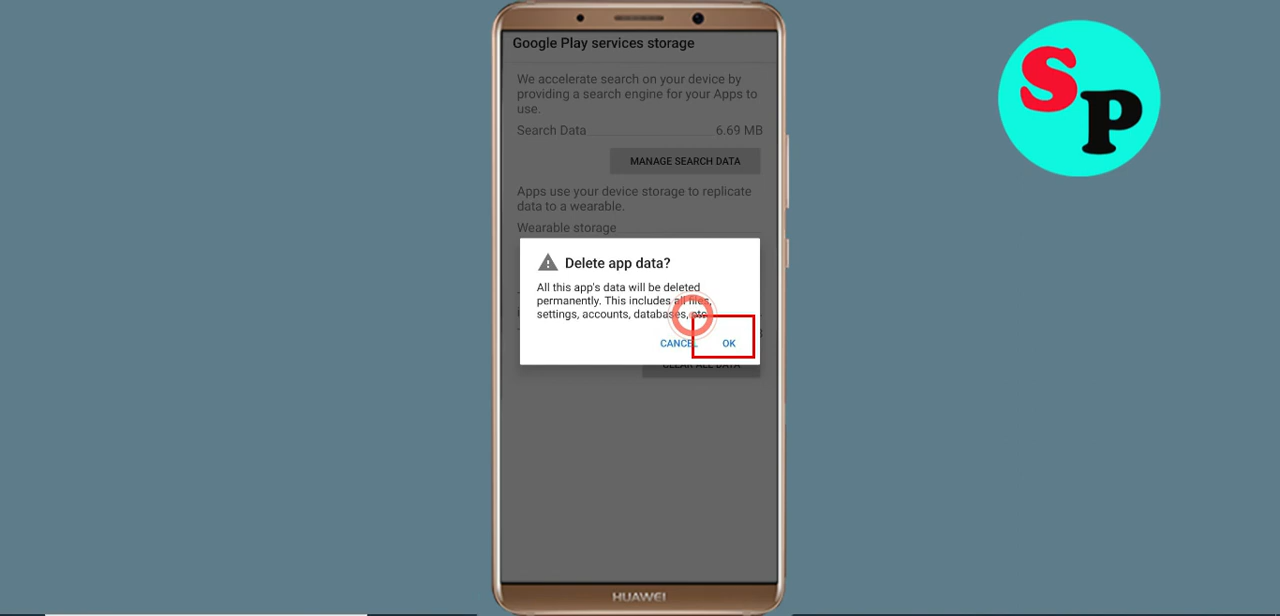 Google Play services storage
We accelerate search on your device by
providing a search engine for your Apps to
use.
Search Data 6.69 MB
MANAGE SEARCH DATA
Apps use your device storage to replicate
data to a wearable.
Wearable storage
Delete app data?
All this app's data will be deleted
permanently. This includes all files,
settings, accounts, databases, etc.
CANCEL OK
CLEAR ALL DATA
HUAWEI
SP